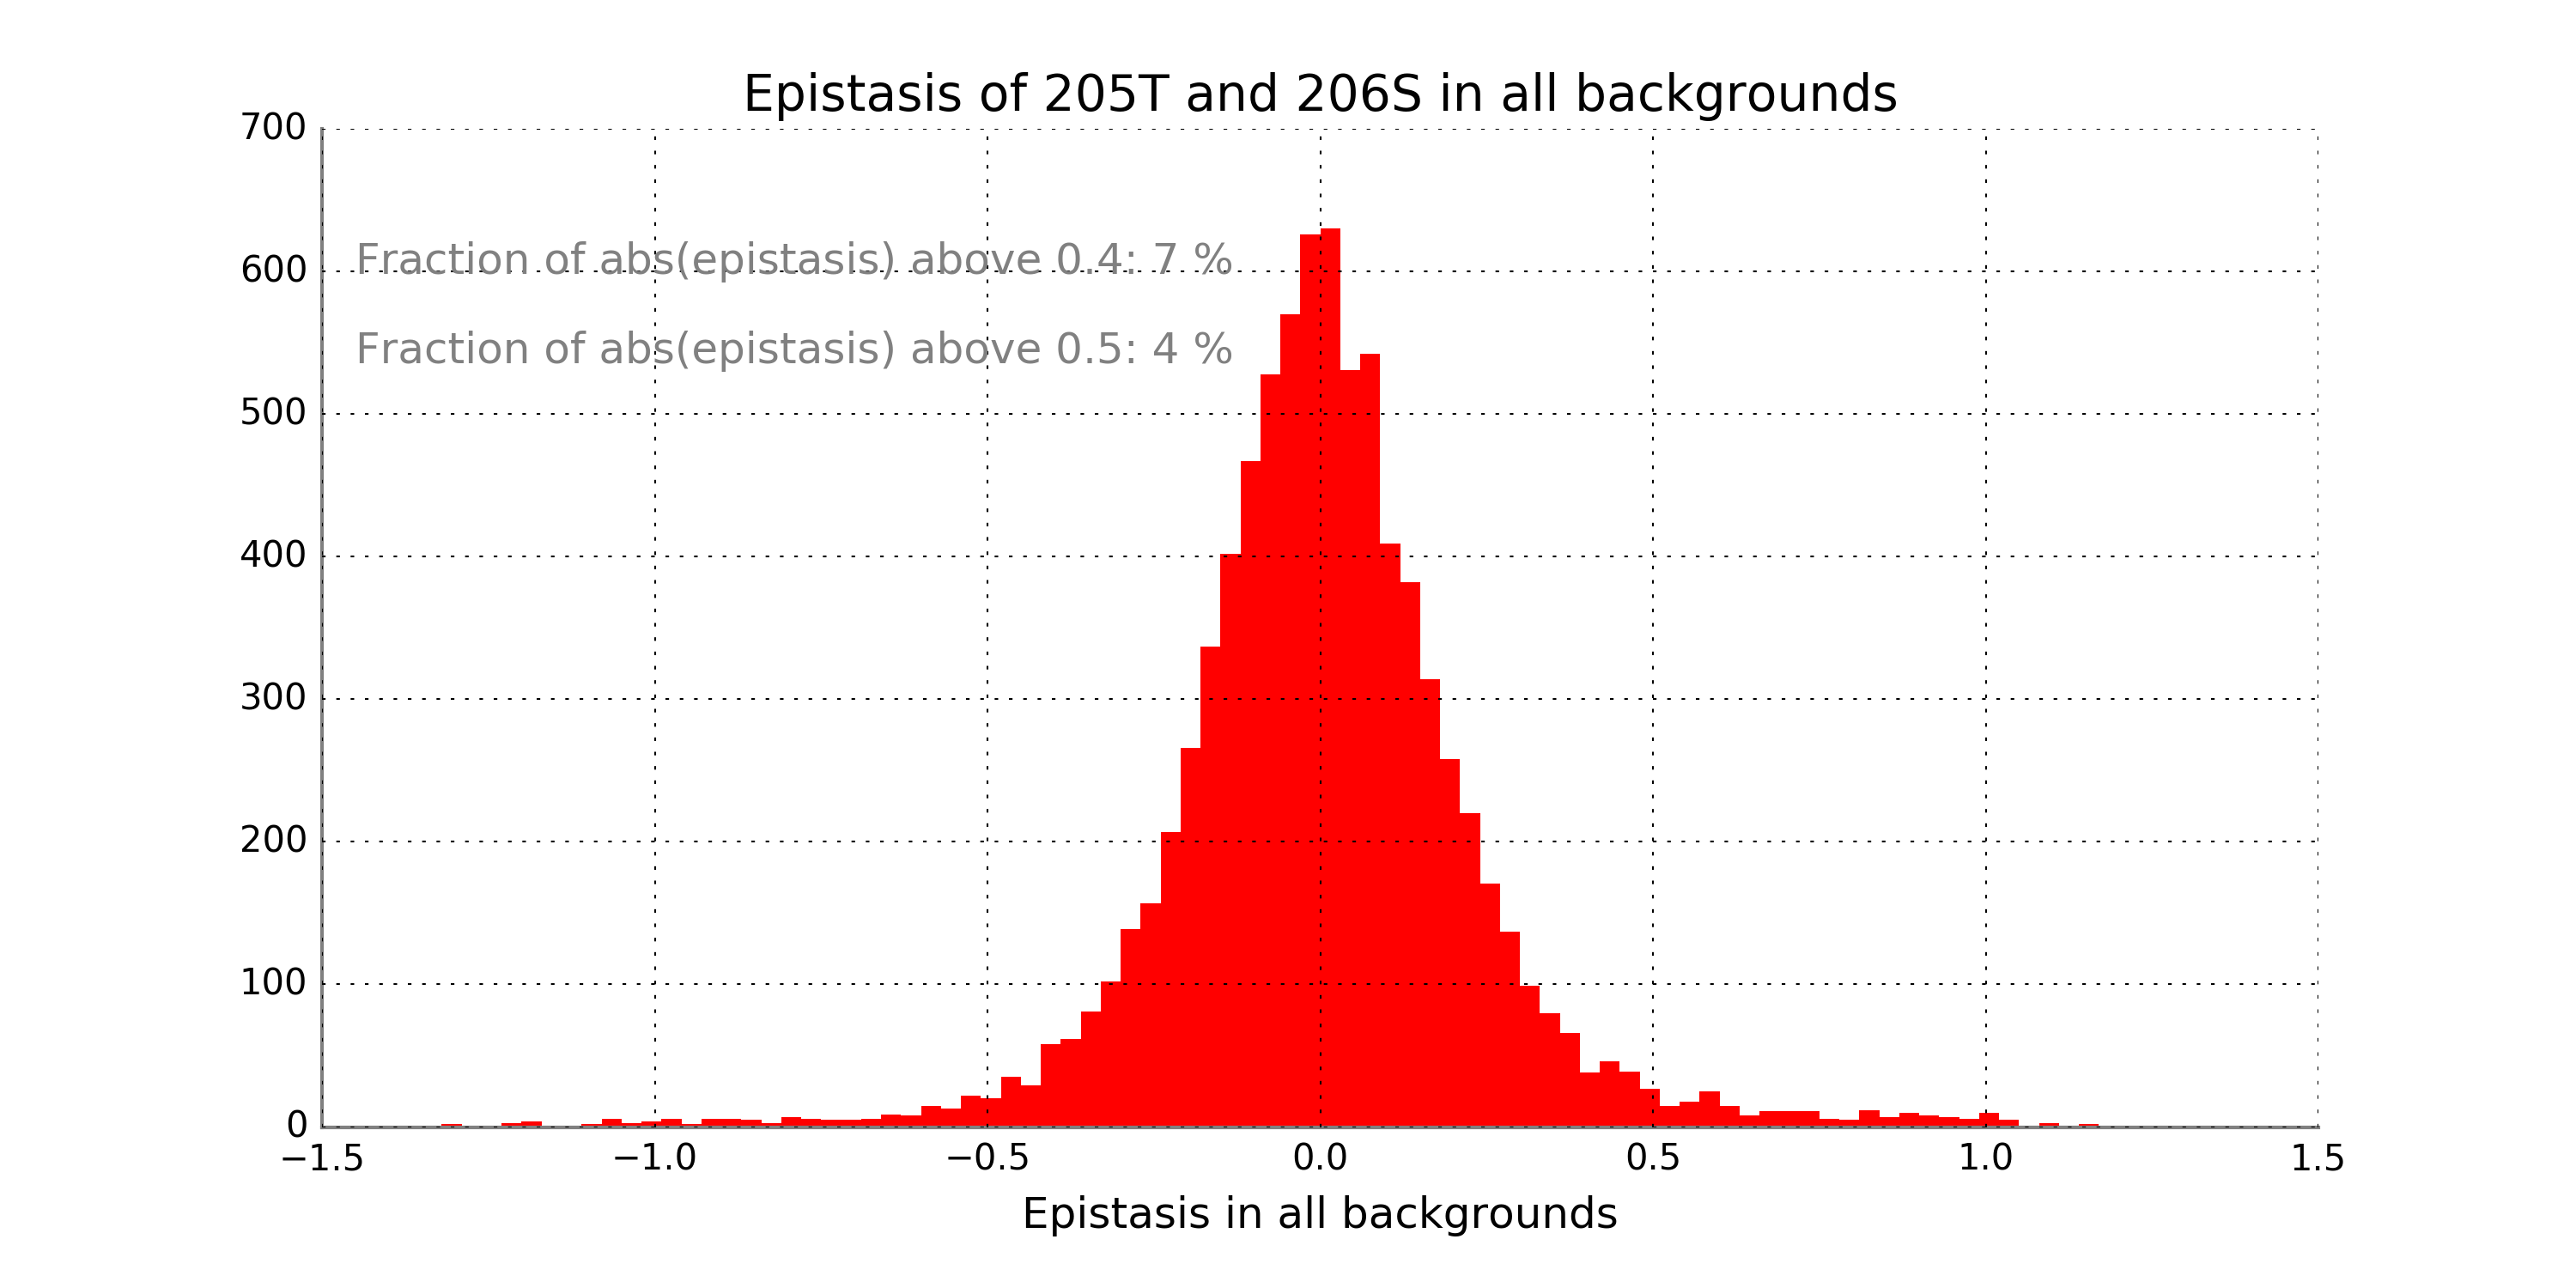 Epistasis of 205T and 206S in all backgrounds
700
Fraction of abs(epistasis) above 0.4: 7 %
600
Fraction of abs(epistasis) above 0.5: 4 %
500
400
300
200
100
0
−1.5 −1.0 −0.5 0.0 0.5 1.0 1.5
Epistasis in all backgrounds